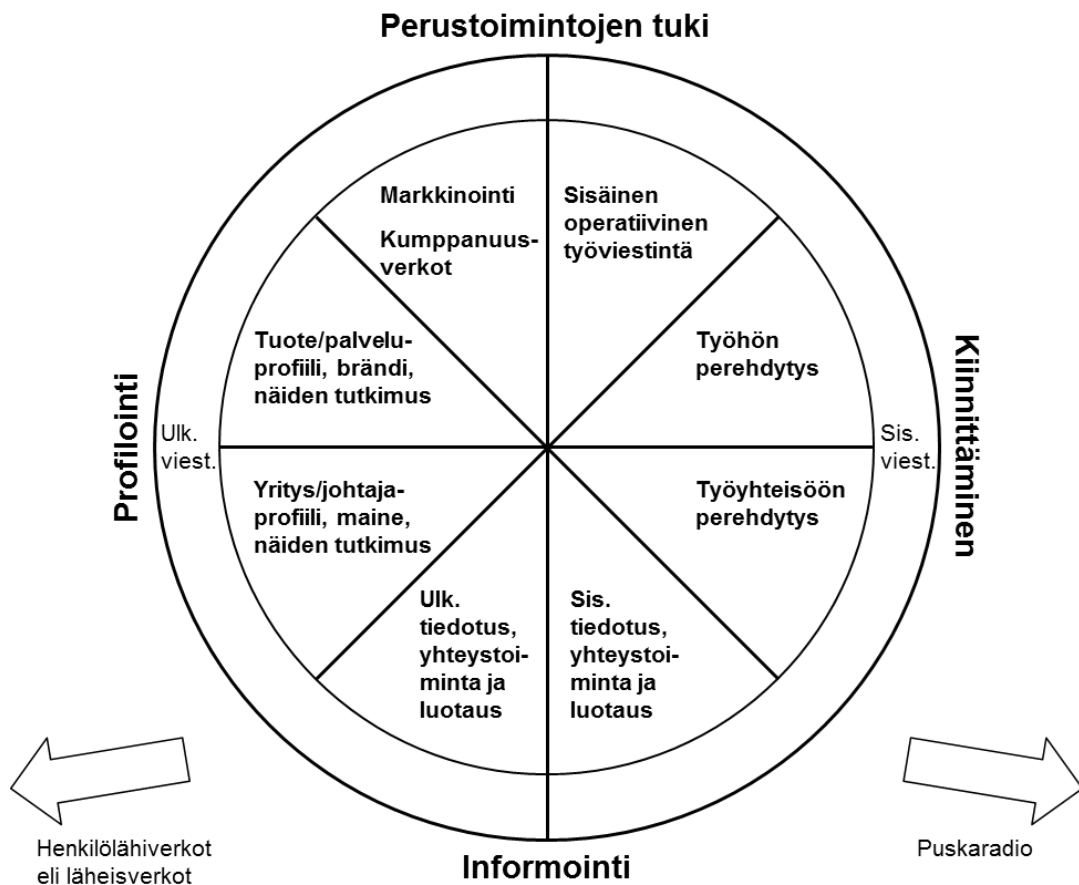 Perustoimintojen tuki
Markkinointi
Kumppanuus-
verkot
Sisäinen
operatiivinen
työviestintä
Tuote/palvelu-
profiili, brändi,
näiden tutkimus
Työhön
perehdytys
Profilointi
Ulk.
viest.
Sis.
viest.
Kiinnittäminen
Yritys/johtaja-
profiili, maine,
näiden tutkimus
Työyhteisöön
perehdytys
Ulk.
tiedotus,
yhteystoi-
minta ja
luotaus
Sis.
tiedotus,
yhteystoi-
minta ja
luotaus
Henkilölähiverkot
eli läheisverkot
Informointi
Puskaradio